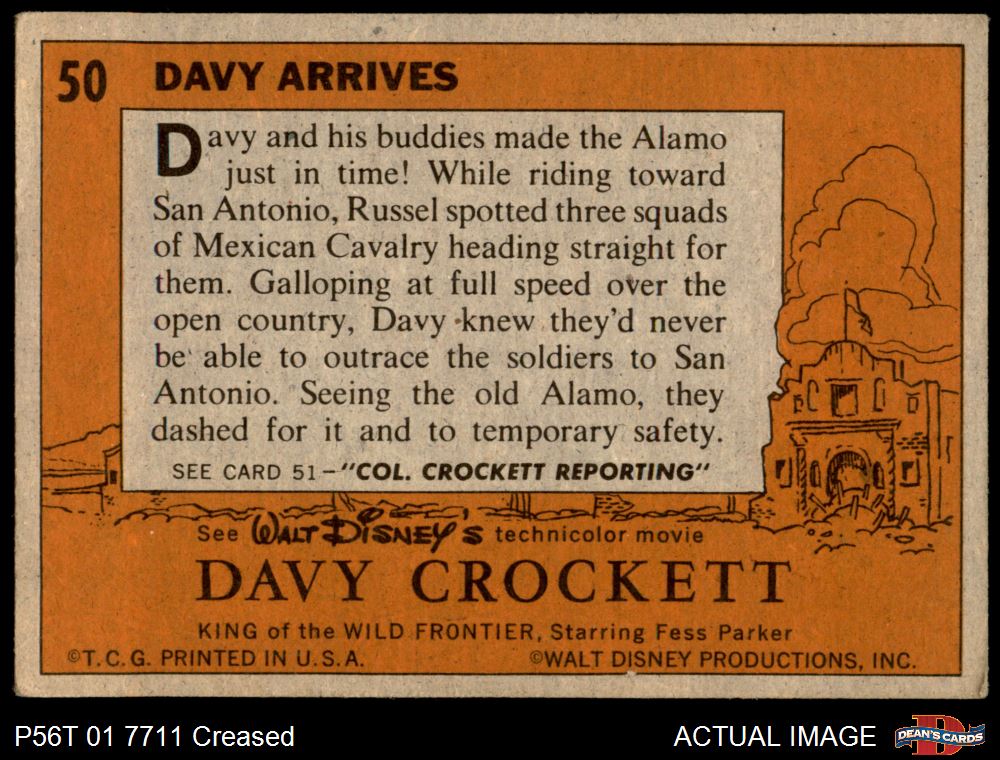 50 DAVY ARRIVES
Davy and his buddies made the Alamo
just in time! While riding toward
San Antonio, Russel spotted three squads
of Mexican Cavalry heading straight for
them. Galloping at full speed over the
open country, Davy knew they'd never
be able to outrace the soldiers to San
Antonio. Seeing the old Alamo, they
dashed for it and to temporary safety.
SEE CARD 51-"COL. CROCKETT REPORTING"
See WALT DISNEY'S technicolor movie
DAVY CROCKETT
KING of the WILD FRONTIER, Starring Fess Parker
©T.C.G. PRINTED IN U.S.A. ©WALT DISNEY PRODUCTIONS, INC.
P56T 01 7711 Creased ACTUAL IMAGE DEAN'S CARDS